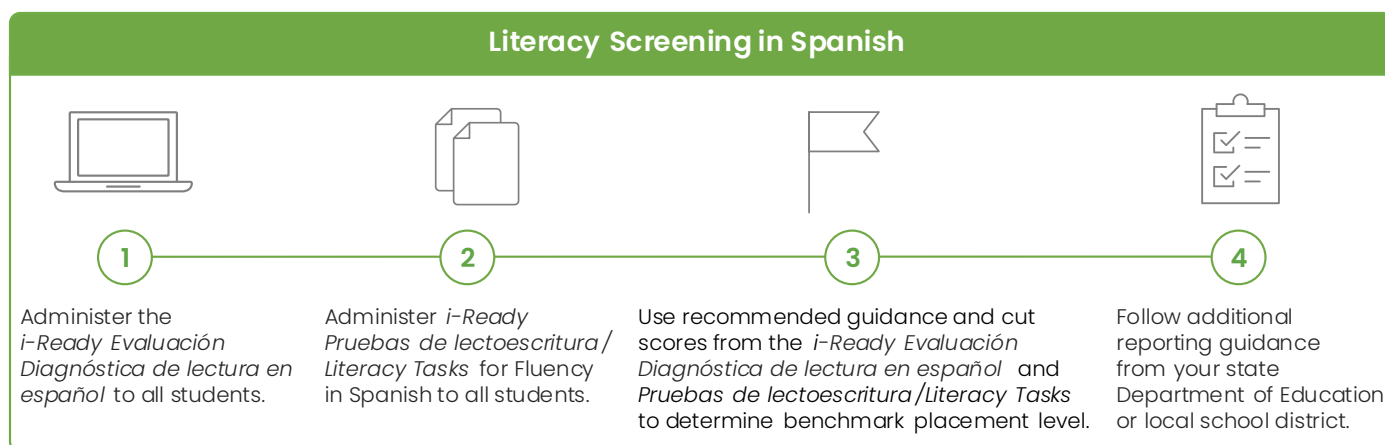 Literacy Screening in Spanish
1
Administer the
i-Ready Evaluación
Diagnóstica de lectura en
español to all students.
2
Administer i-Ready
Pruebas de lectoescritura/
Literacy Tasks for Fluency
in Spanish to all students.
3
Use recommended guidance and cut
scores from the i-Ready Evaluación
Diagnóstica de lectura en español and
Pruebas de lectoescritura/Literacy Tasks
to determine benchmark placement level.
4
Follow additional
reporting guidance
from your state
Department of Education
or local school district.